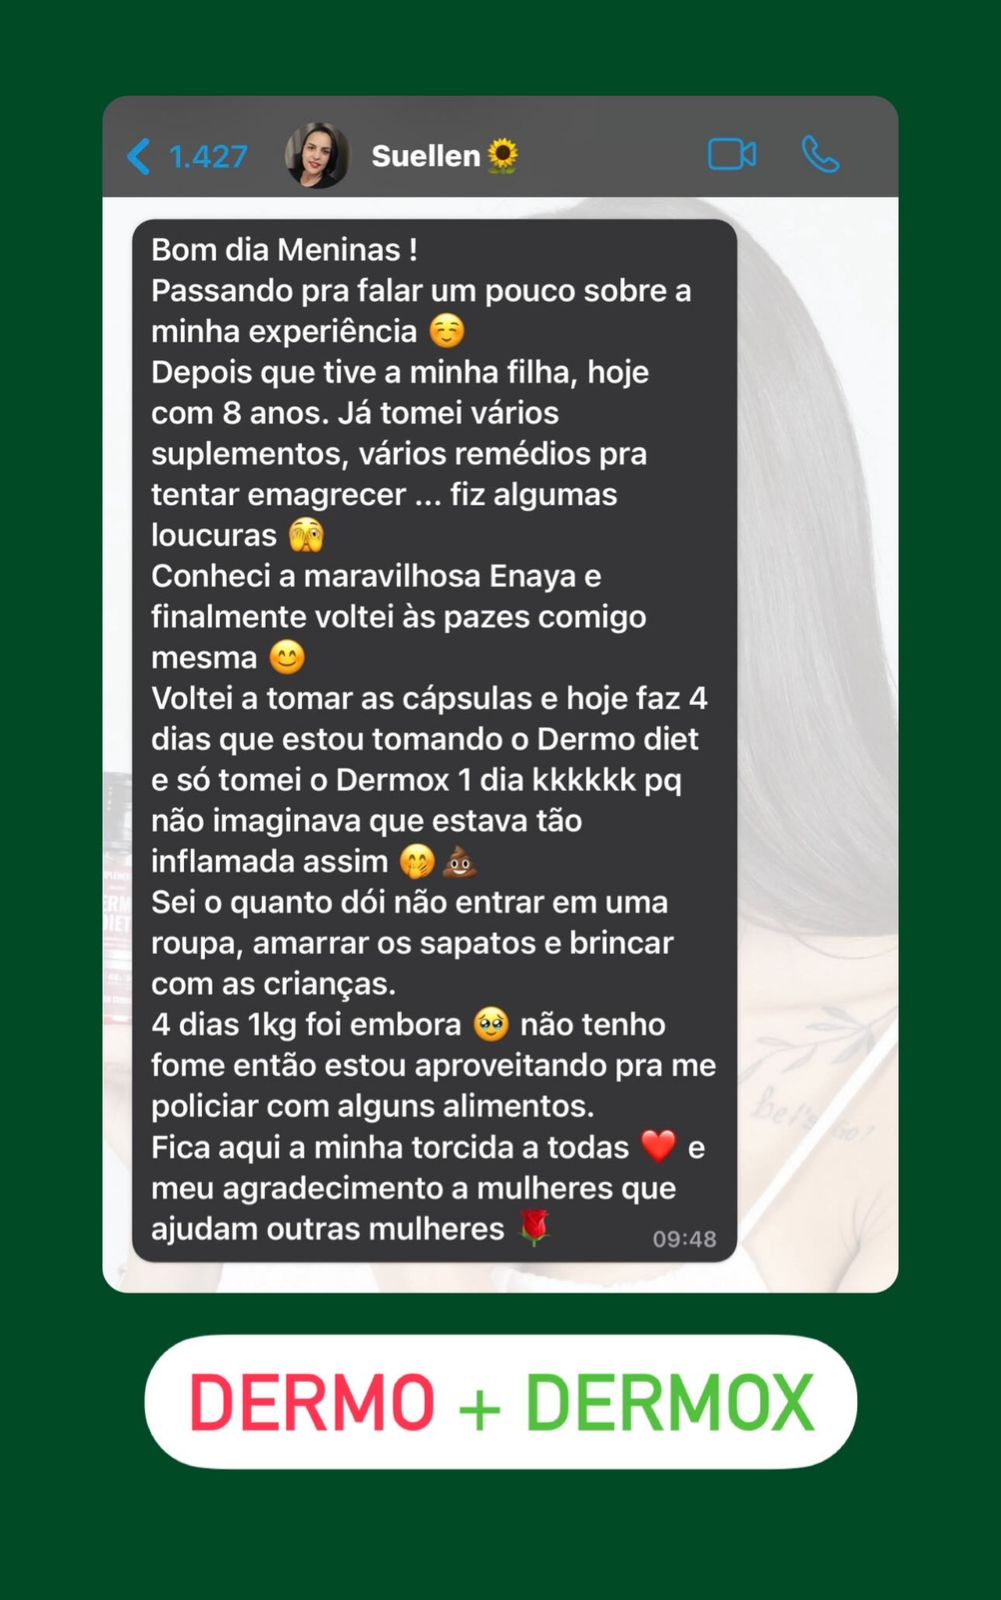 1.427
Suellen🌻
Bom dia Meninas !
Passando pra falar um pouco sobre a
minha experiência ☺️
Depois que tive a minha filha, hoje
com 8 anos. Já tomei vários
suplementos, vários remédios pra
tentar emagrecer ... fiz algumas
loucuras 🫣
Conheci a maravilhosa Enaya e
finalmente voltei às pazes comigo
mesma 😊
Voltei a tomar as cápsulas e hoje faz 4
dias que estou tomando o Dermo diet
e só tomei o Dermox 1 dia kkkkkk pq
não imaginava que estava tão
inflamada assim 🤭💩
Sei o quanto dói não entrar em uma
roupa, amarrar os sapatos e brincar
com as crianças.
4 dias 1kg foi embora 🥹 não tenho
fome então estou aproveitando pra me
policiar com alguns alimentos.
Fica aqui a minha torcida a todas ❤️ e
meu agradecimento a mulheres que
ajudam outras mulheres 🌹
09:48
Let's Go?
DERMO + DERMOX